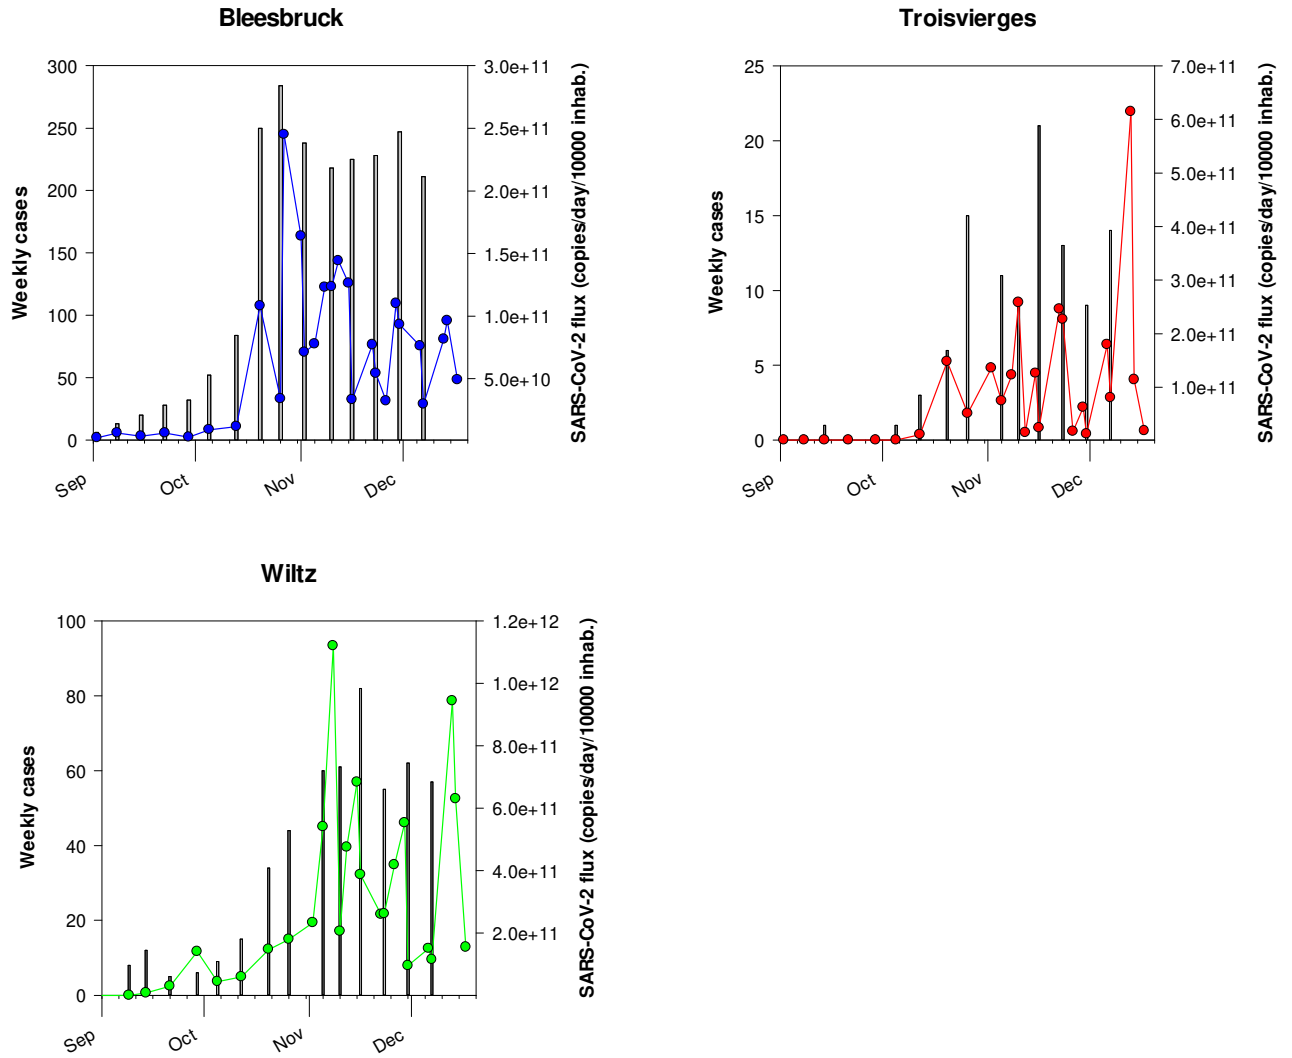 Bleesbruck
300
250
200
150
100
50
0
Weekly cases
3.0e+11
2.5e+11
2.0e+11
1.5e+11
1.0e+11
5.0e+10
SARS-CoV-2 flux (copies/day/10000 inhab.)
Sep
Oct
Nov
Dec
Troisvierges
25
20
15
10
5
0
Weekly cases
7.0e+11
6.0e+11
5.0e+11
4.0e+11
3.0e+11
2.0e+11
1.0e+11
SARS-CoV-2 flux (copies/day/10000 inhab.)
Sep
Oct
Nov
Dec
Wiltz
100
80
60
40
20
0
Weekly cases
1.2e+12
1.0e+12
8.0e+11
6.0e+11
4.0e+11
2.0e+11
SARS-CoV-2 flux (copies/day/10000 inhab.)
Sep
Oct
Nov
Dec